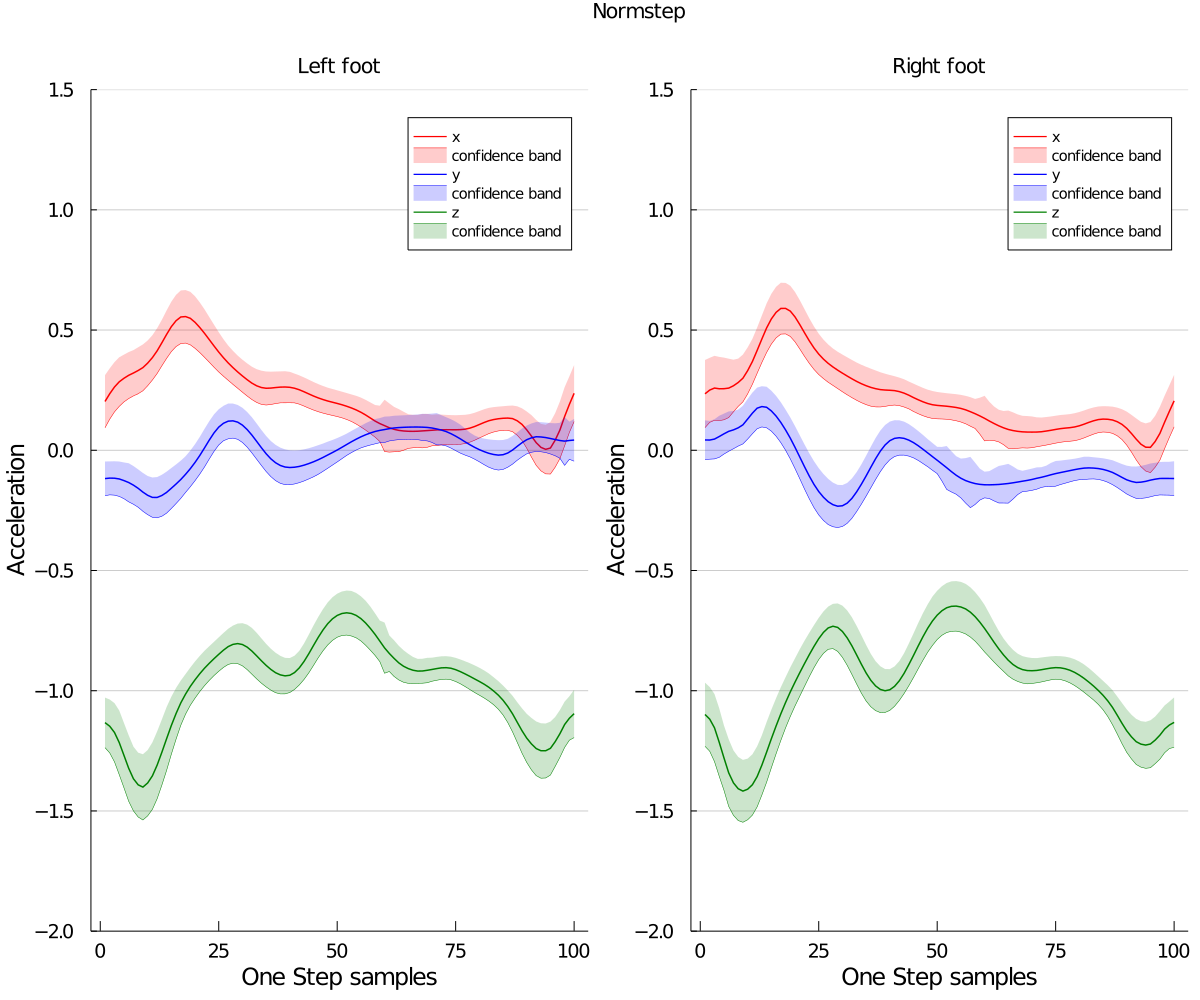 Normstep
Left foot
1.5
1.0
0.5
0.0
−0.5
−1.0
−1.5
−2.0
Acceleration
0 25 50 75 100
One Step samples
x
confidence band
y
confidence band
z
confidence band
Right foot
1.5
1.0
0.5
0.0
−0.5
−1.0
−1.5
−2.0
Acceleration
0 25 50 75 100
One Step samples
x
confidence band
y
confidence band
z
confidence band